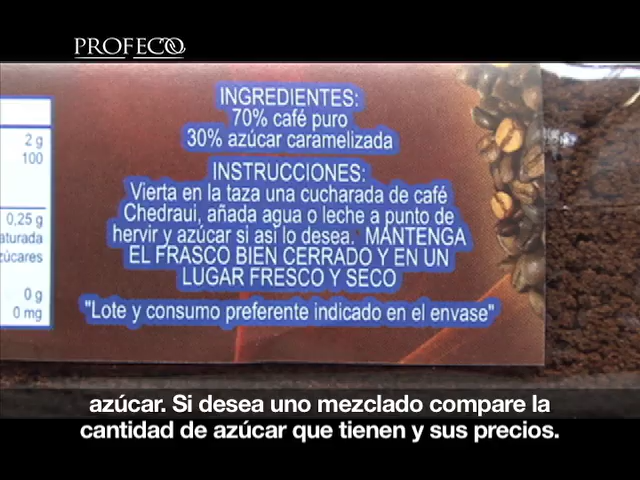 PROFECO
INGREDIENTES:
70% café puro
30% azúcar caramelizada
INSTRUCCIONES:
Vierta en la taza una cucharada de café
Chedraui, añada agua o leche a punto de
hervir y azúcar si asi lo desea. MANTENGA
EL FRASCO BIEN CERRADO Y EN UN
LUGAR FRESCO Y SECO
"Lote y consumo preferente indicado en el envase"
2 g
100
0,25 g
aturada
zúcares
0 g
0 mg
azúcar. Si desea uno mezclado compare la
cantidad de azúcar que tienen y sus precios.